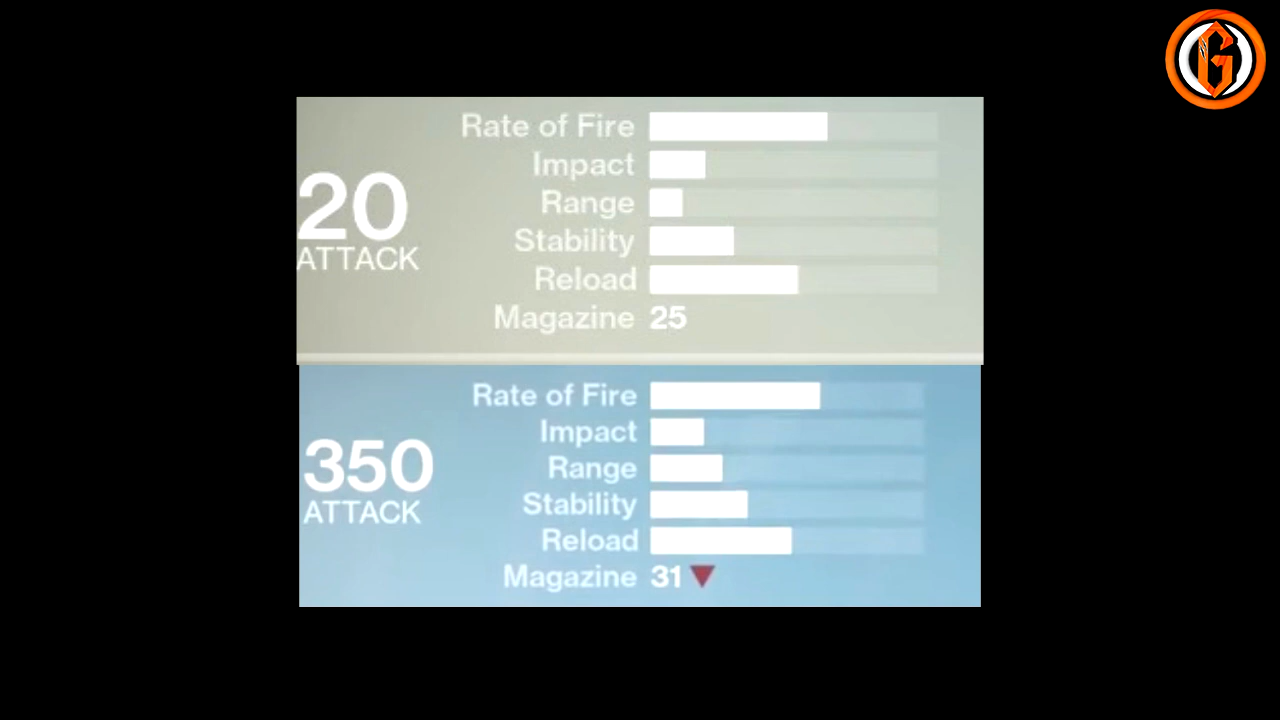 Rate of Fire
Impact
Range
Stability
Reload
Magazine 25
20
ATTACK
Rate of Fire
Impact
Range
Stability
Reload
Magazine 31
350
ATTACK
G